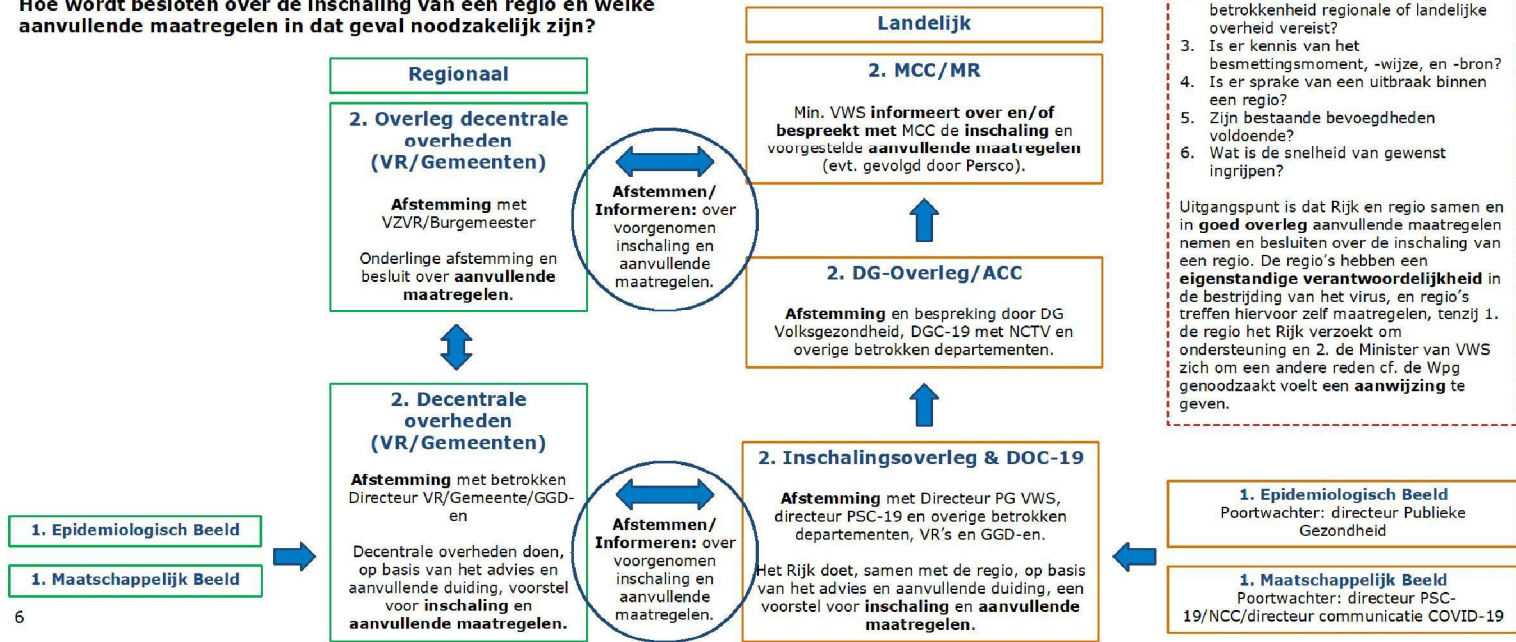 Hoe wordt besloten over de inschaling van een regio en welke
aanvullende maatregelen in dat geval noodzakelijk zijn?
Regionaal
2. Overleg decentrale
overheden
(VR/Gemeenten)
Afstemming met
VZVR/Burgemeester
Onderlinge afstemming en
besluit over aanvullende
maatregelen.
2. Decentrale
overheden
(VR/Gemeenten)
Afstemming met betrokken
Directeur VR/Gemeente/GGD-
en
Decentrale overheden doen,
op basis van het advies en
aanvullende duiding, voorstel
voor inschaling en
aanvullende maatregelen.
1. Epidemiologisch Beeld
1. Maatschappelijk Beeld
6
Afstemmen/
Informeren: over
voorgenomen
inschaling en
aanvullende
maatregelen.
Afstemmen/
Informeren: over
voorgenomen
inschaling en
aanvullende
maatregelen.
Landelijk
2. MCC/MR
Min. VWS informeert over en/of
bespreekt met MCC de inschaling en
voorgestelde aanvullende maatregelen
(evt. gevolgd door Persco).
2. DG-Overleg/ACC
Afstemming en bespreking door DG
Volksgezondheid, DGC-19 met NCTV en
overige betrokken departementen.
2. Inschalingsoverleg & DOC-19
Afstemming met Directeur PG VWS,
directeur PSC-19 en overige betrokken
departementen, VR's en GGD-en.
Het Rijk doet, samen met de regio, op basis
van het advies en aanvullende duiding, een
voorstel voor inschaling en aanvullende
maatregelen.
betrokkenheid regionale of landelijke
overheid vereist?
3. Is er kennis van het
besmettingsmoment, -wijze, en -bron?
4. Is er sprake van een uitbraak binnen
een regio?
5. Zijn bestaande bevoegdheden
voldoende?
6. Wat is de snelheid van gewenst
ingrijpen?
Uitgangspunt is dat Rijk en regio samen en
in goed overleg aanvullende maatregelen
nemen en besluiten over de inschaling van
een regio. De regio's hebben een
eigenstandige verantwoordelijkheid in
de bestrijding van het virus, en regio's
treffen hiervoor zelf maatregelen, tenzij 1.
de regio het Rijk verzoekt om
ondersteuning en 2. de Minister van VWS
zich om een andere reden cf. de Wpg
genoodzaakt voelt een aanwijzing te
geven.
1. Epidemiologisch Beeld
Poortwachter: directeur Publieke
Gezondheid
1. Maatschappelijk Beeld
Poortwachter: directeur PSC-
19/NCC/directeur communicatie COVID-19